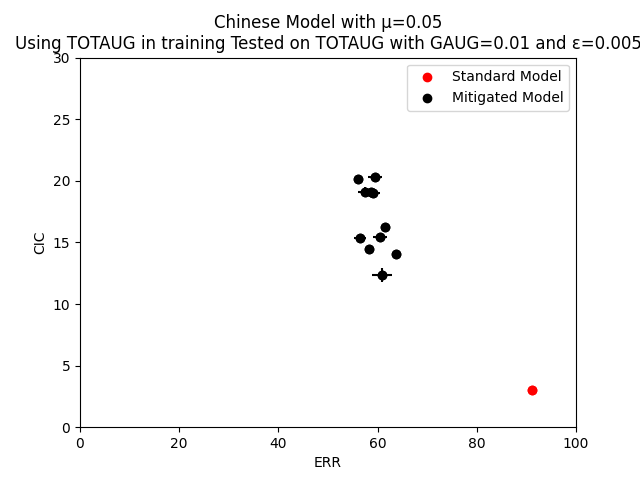 Chinese Model with μ=0.05
Using TOTAUG in training Tested on TOTAUG with GAUG=0.01 and ε=0.005
Standard Model
Mitigated Model
30
25
20
15
10
5
0
CIC
0 20 40 60 80 100
ERR